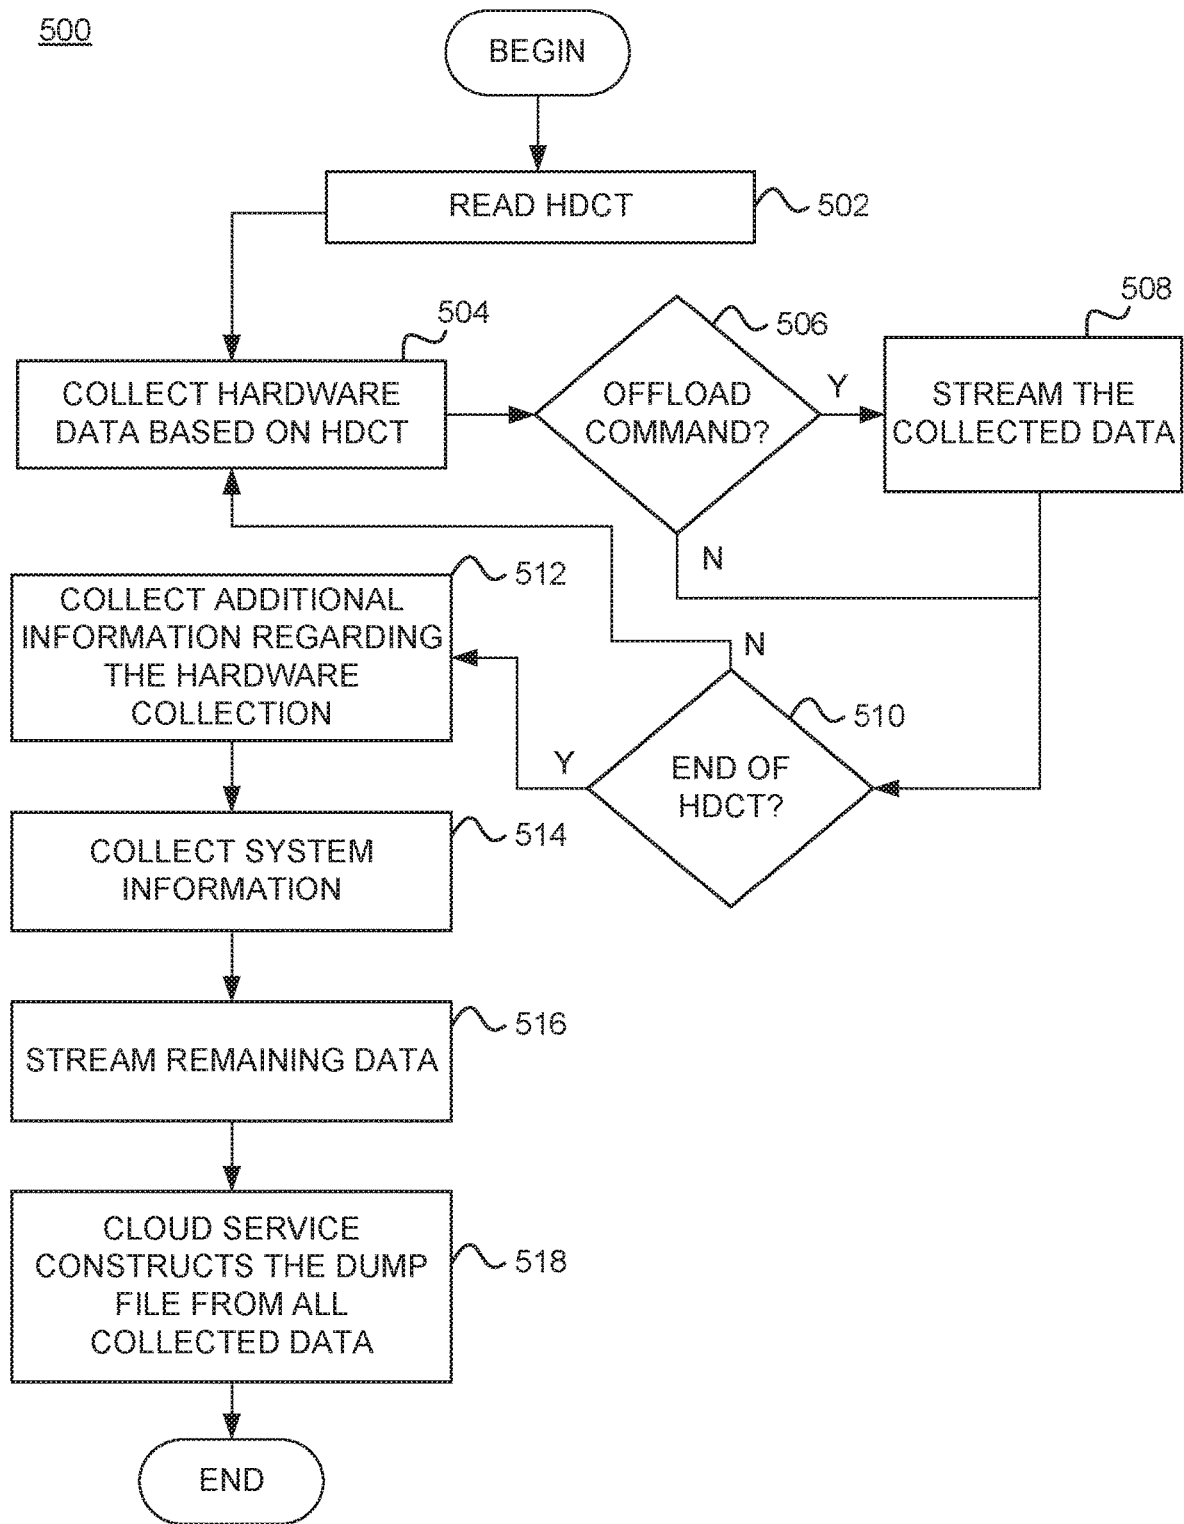 500
BEGIN
READ HDCT
502
504
COLLECT HARDWARE
DATA BASED ON HDCT
506
OFFLOAD
COMMAND?
Y
N
508
STREAM THE
COLLECTED DATA
510
END OF
HDCT?
N
Y
512
COLLECT ADDITIONAL
INFORMATION REGARDING
THE HARDWARE
COLLECTION
514
COLLECT SYSTEM
INFORMATION
516
STREAM REMAINING DATA
518
CLOUD SERVICE
CONSTRUCTS THE DUMP
FILE FROM ALL
COLLECTED DATA
END